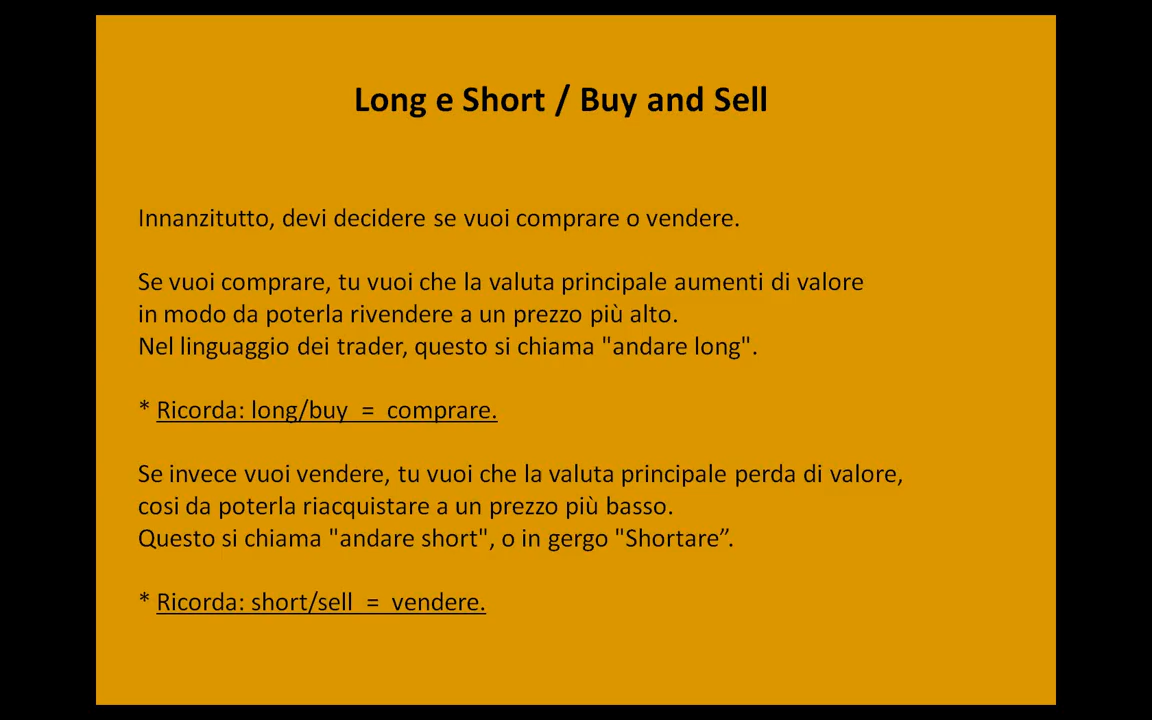 Long e Short / Buy and Sell
Innanzitutto, devi decidere se vuoi comprare o vendere.
Se vuoi comprare, tu vuoi che la valuta principale aumenti di valore
in modo da poterla rivendere a un prezzo più alto.
Nel linguaggio dei trader, questo si chiama "andare long".
* Ricorda: long/buy = comprare.
Se invece vuoi vendere, tu vuoi che la valuta principale perda di valore,
cosi da poterla riacquistare a un prezzo più basso.
Questo si chiama "andare short", o in gergo "Shortare”.
* Ricorda: short/sell = vendere.